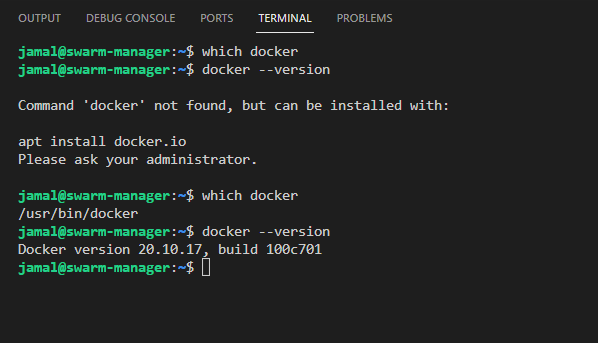 OUTPUT DEBUG CONSOLE PORTS TERMINAL PROBLEMS
jamal@swarm-manager:~$ which docker
jamal@swarm-manager:~$ docker --version
Command 'docker' not found, but can be installed with:
apt install docker.io
Please ask your administrator.
jamal@swarm-manager:~$ which docker
/usr/bin/docker
jamal@swarm-manager:~$ docker --version
Docker version 20.10.17, build 100c701
jamal@swarm-manager:~$